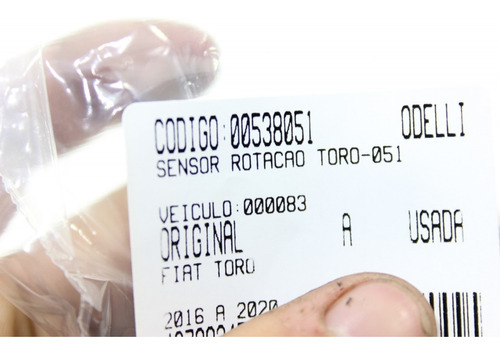 CODIGO:00538051 ODELLI
SENSOR ROTACAO TORO-051
VEICULO:000083
ORIGINAL A USADA
FIAT TORO
2016 A 2020